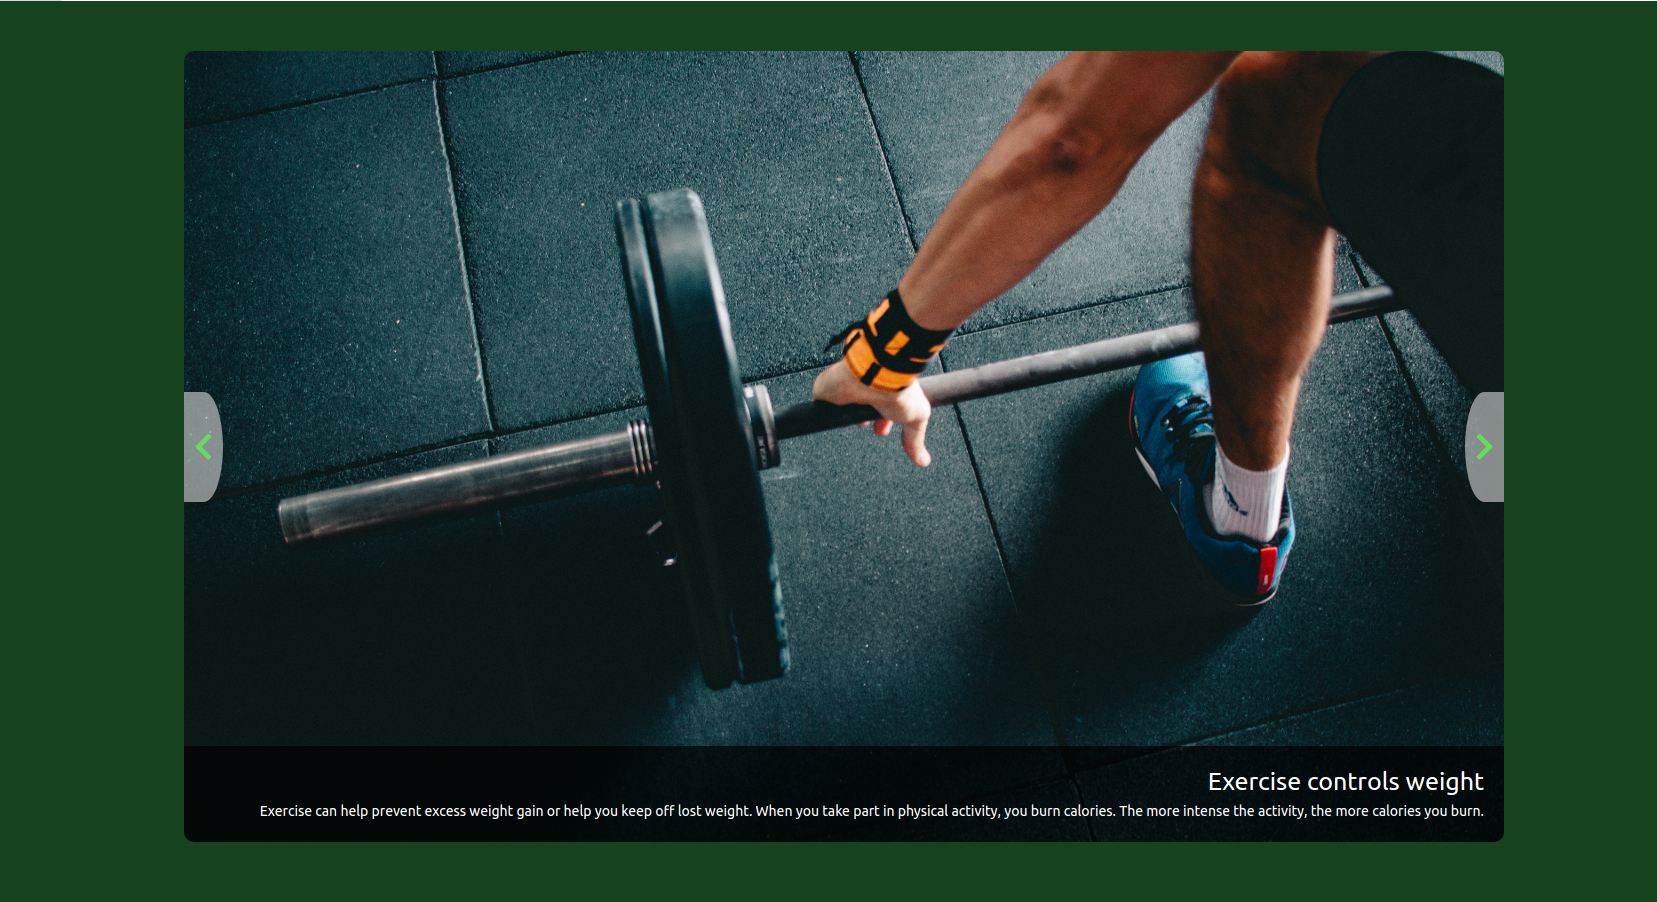 Exercise controls weight
Exercise can help prevent excess weight gain or help you keep off lost weight. When you take part in physical activity, you burn calories. The more intense the activity, the more calories you burn.